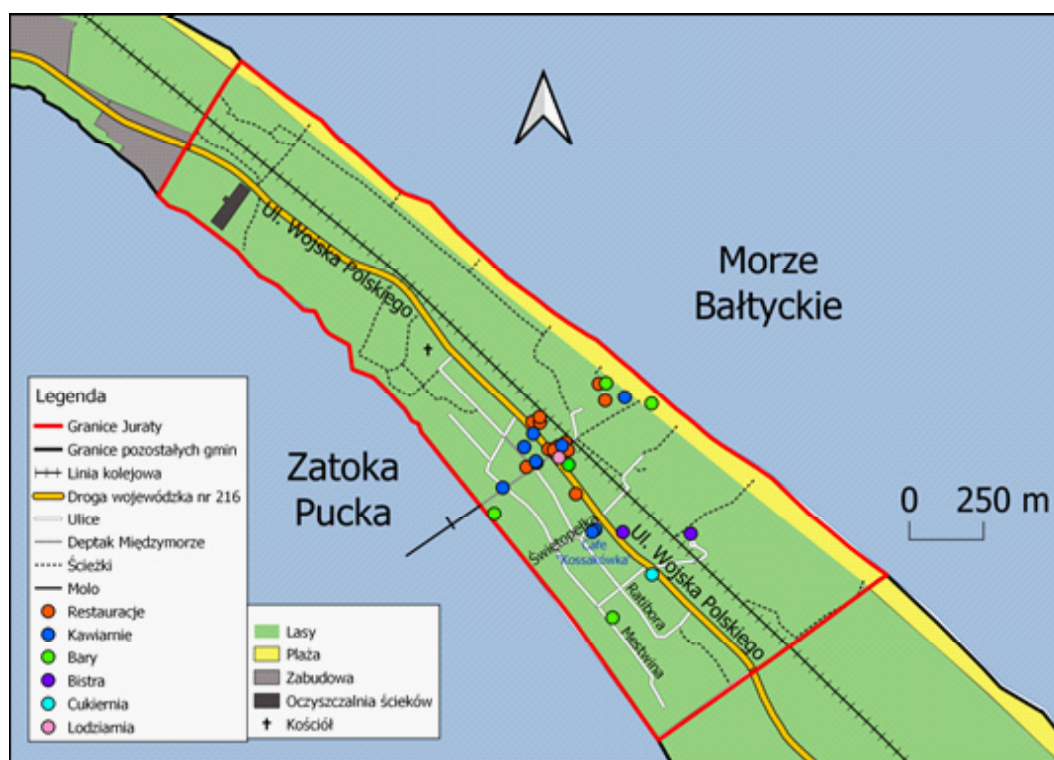 Ul. Wojska Polskiego
Morze
Bałtyckie
Zatoka
Pucka
0 250 m
Świętopełka
Cafe
"Kossakówka"
Ul. Wojska Polskiego
Ratibora
Mestwina
Legenda
Granice Juraty
Granice pozostałych gmin
Linia kolejowa
Droga wojewódzka nr 216
Ulice
Deptak Międzymorze
Ścieżki
Molo
Restauracje
Kawiarnie
Bary
Bistra
Cukiernia
Lodziarnia
Lasy
Plaża
Zabudowa
Oczyszczalnia ścieków
Kościół